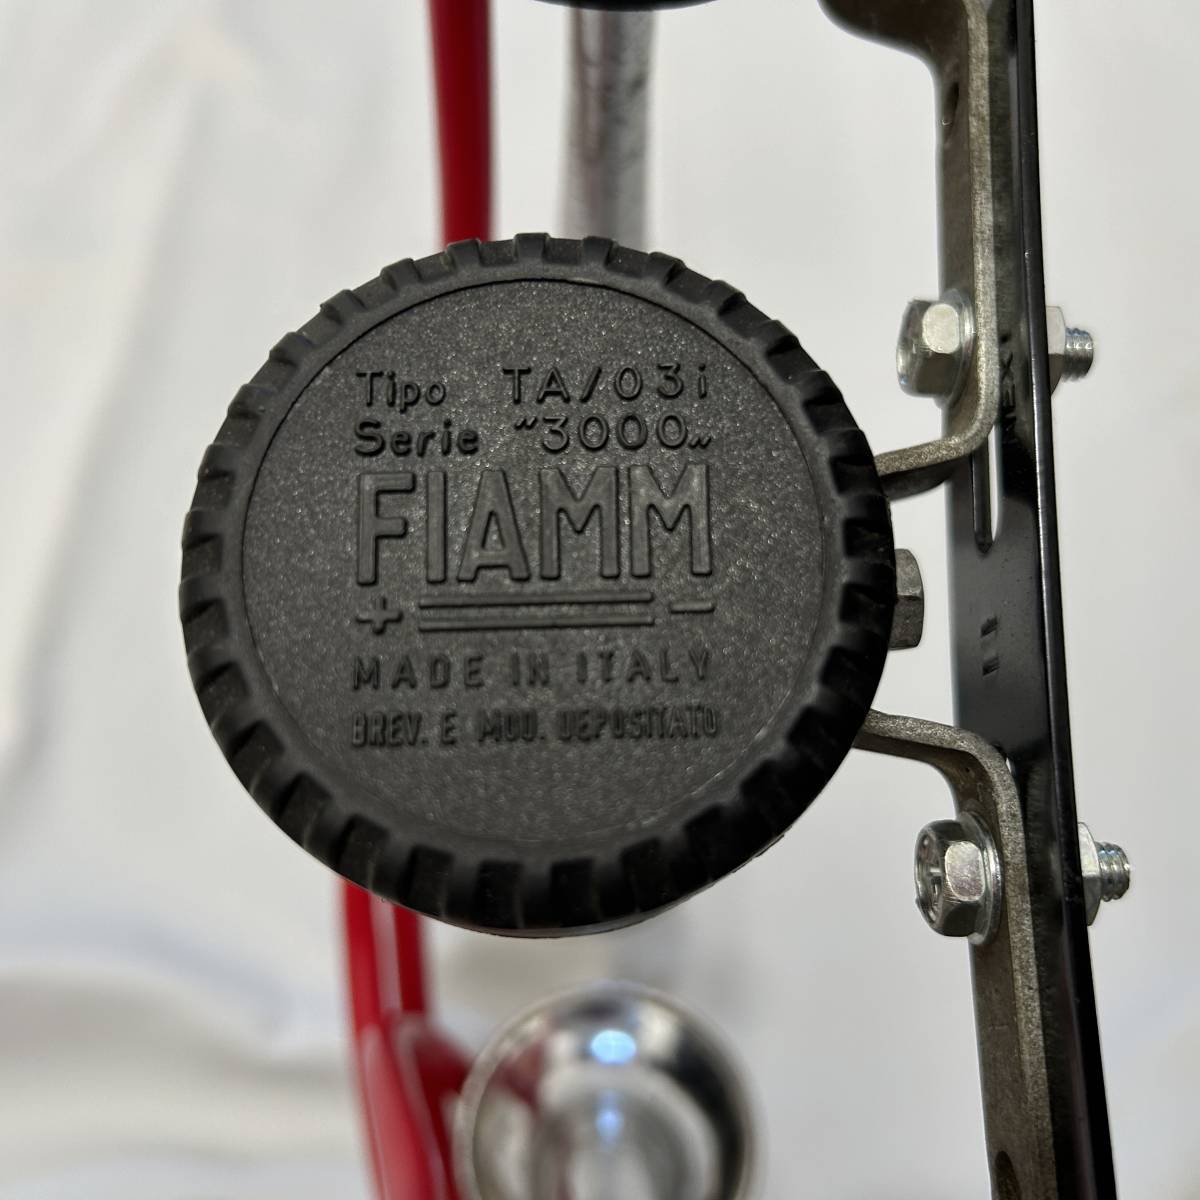 Tipo TA/03i
Serie "3000„
FIAMM
+ −
MADE IN ITALY
BREV. E MOD. DEPOSITATO